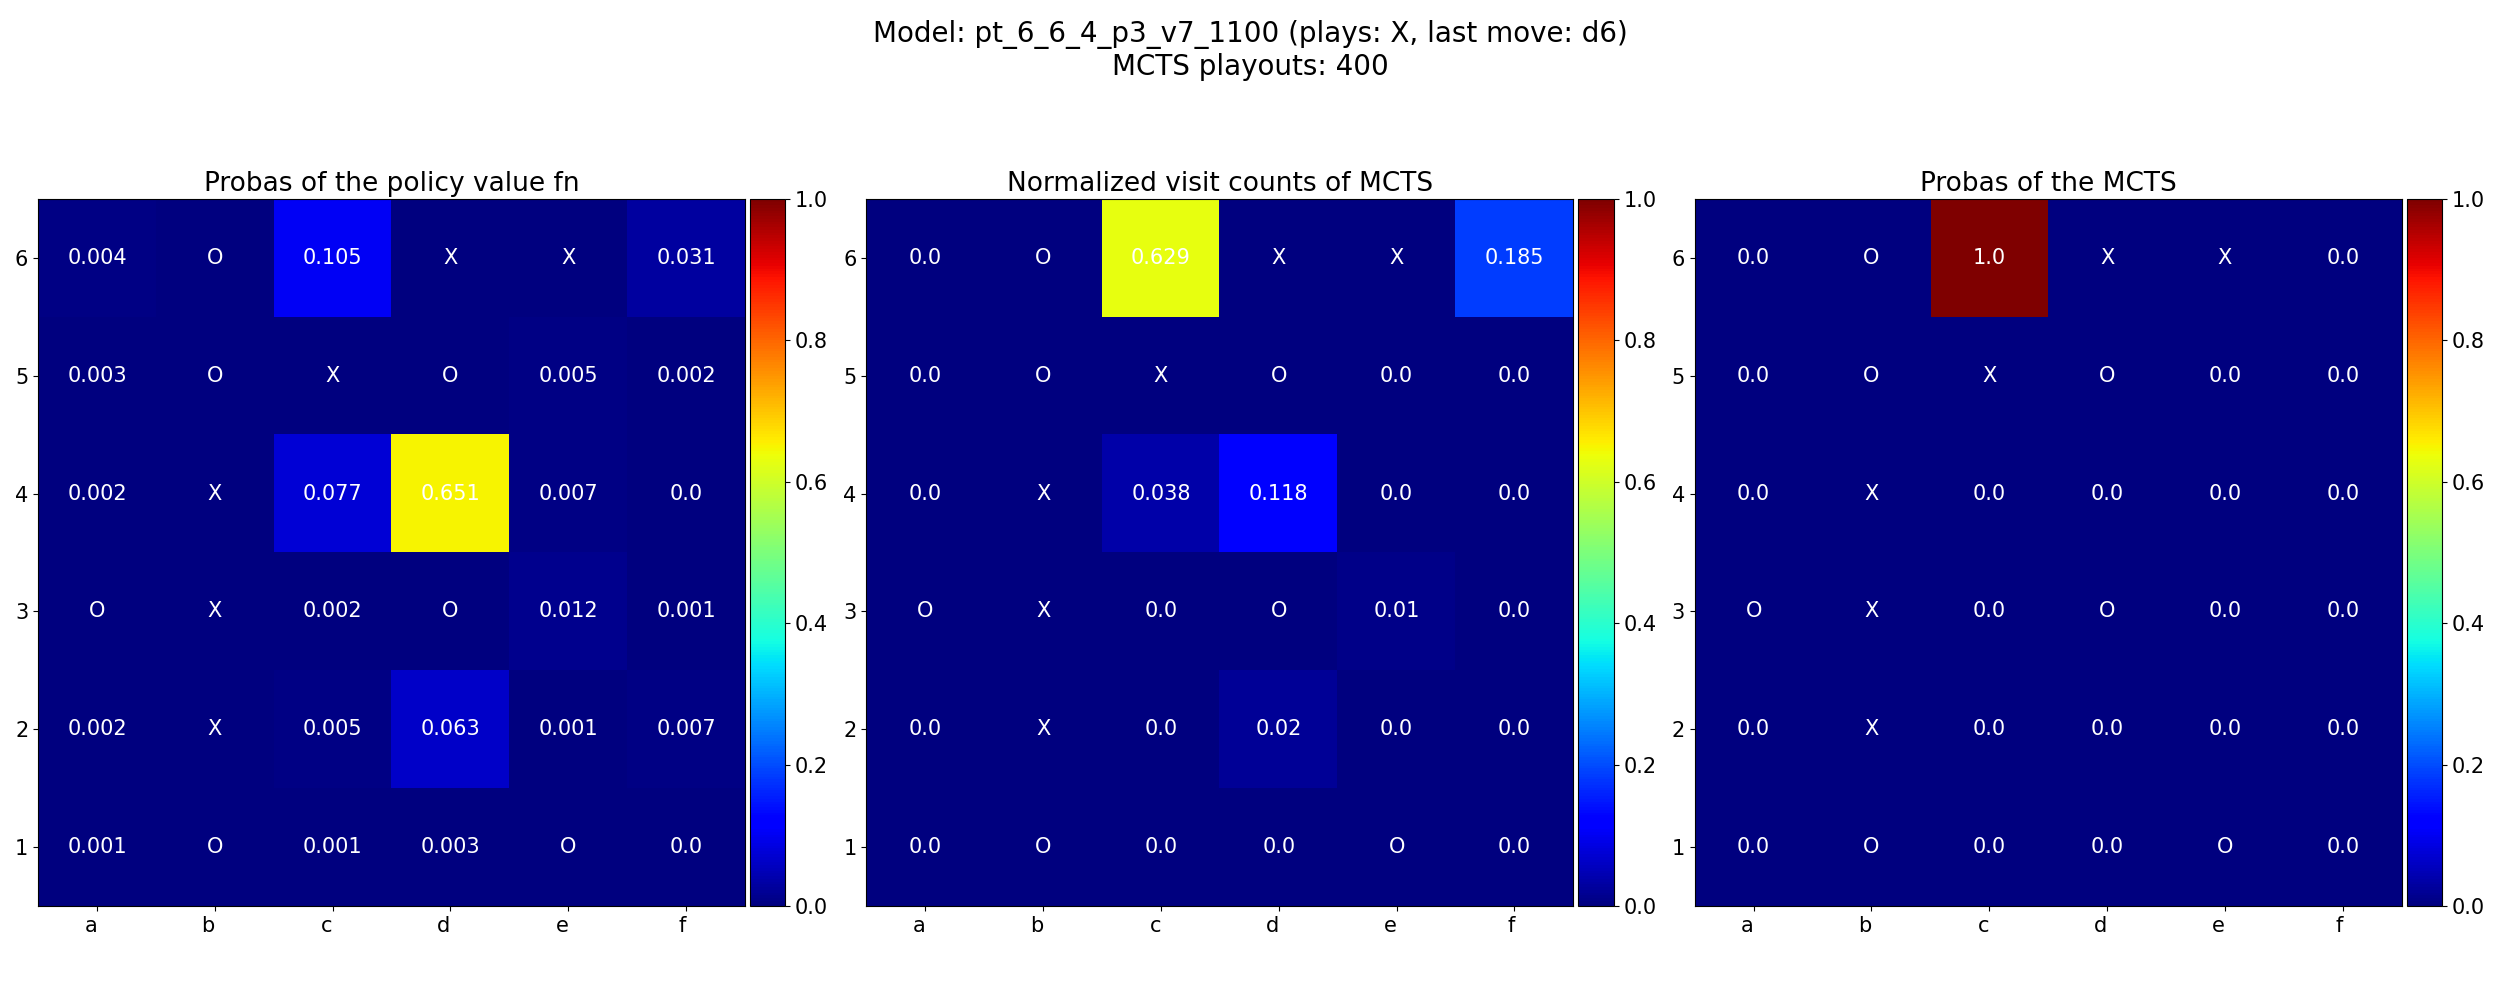 Model: pt_6_6_4_p3_v7_1100 (plays: X, last move: d6)
MCTS playouts: 400
Probas of the policy value fn
1.0
6 0.004 O 0.105 X X 0.031
5 0.003 O X O 0.005 0.002
0.8
4 0.002 X 0.077 0.651 0.007 0.0
0.6
3 O X 0.002 O 0.012 0.001
0.4
2 0.002 X 0.005 0.063 0.001 0.007
0.2
1 0.001 O 0.001 0.003 O 0.0
0.0
a b c d e f
Normalized visit counts of MCTS
1.0
6 0.0 O 0.629 X X 0.185
5 0.0 O X O 0.0 0.0
0.8
4 0.0 X 0.038 0.118 0.0 0.0
0.6
3 O X 0.0 O 0.01 0.0
0.4
2 0.0 X 0.0 0.02 0.0 0.0
0.2
1 0.0 O 0.0 0.0 O 0.0
0.0
a b c d e f
Probas of the MCTS
1.0
6 0.0 O 1.0 X X 0.0
5 0.0 O X O 0.0 0.0
0.8
4 0.0 X 0.0 0.0 0.0 0.0
0.6
3 O X 0.0 O 0.0 0.0
0.4
2 0.0 X 0.0 0.0 0.0 0.0
0.2
1 0.0 O 0.0 0.0 O 0.0
0.0
a b c d e f